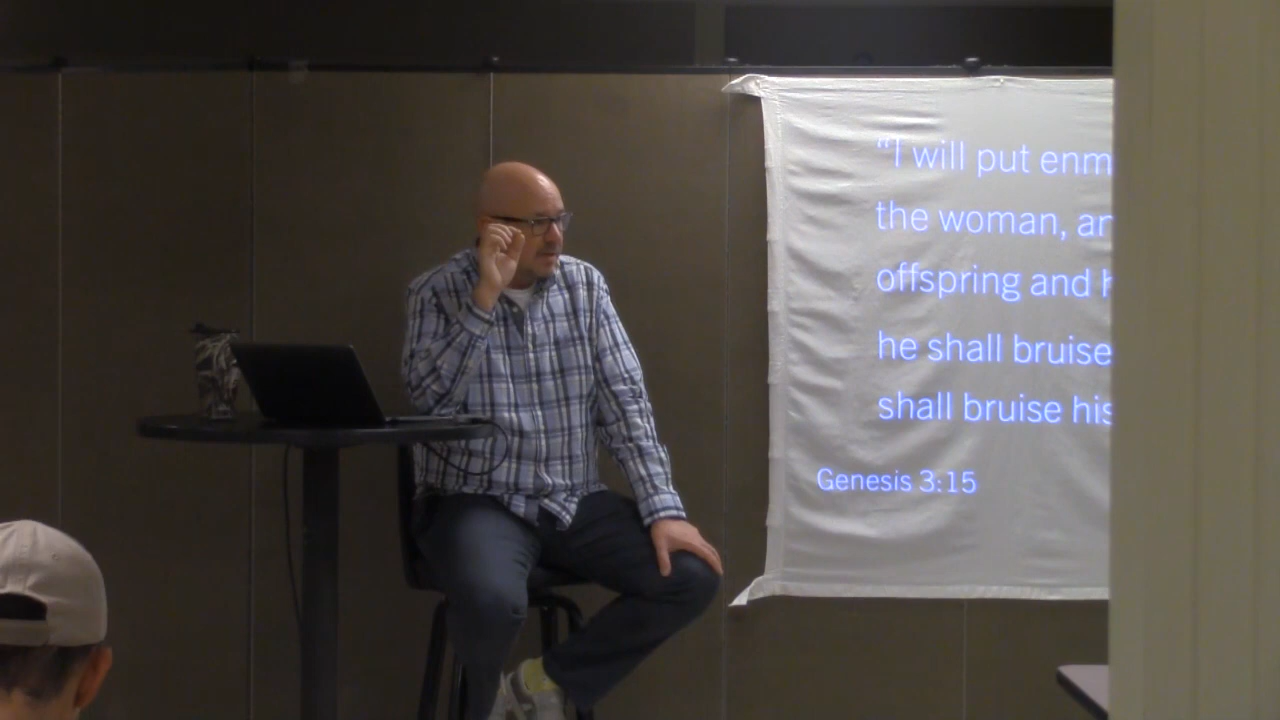 “I will put enm
the woman, an
offspring and h
he shall bruise
shall bruise his
Genesis 3:15